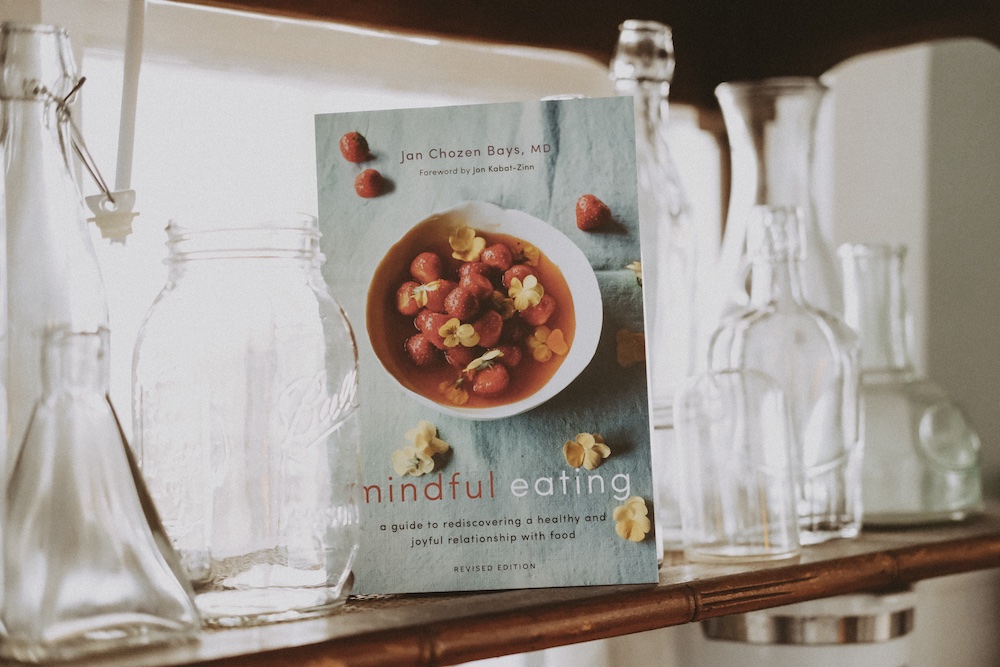 Jan Chozen Bays, MD
Foreword by Jon Kabat-Zinn
mindful eating
a guide to rediscovering a healthy and
joyful relationship with food
REVISED EDITION
Ball